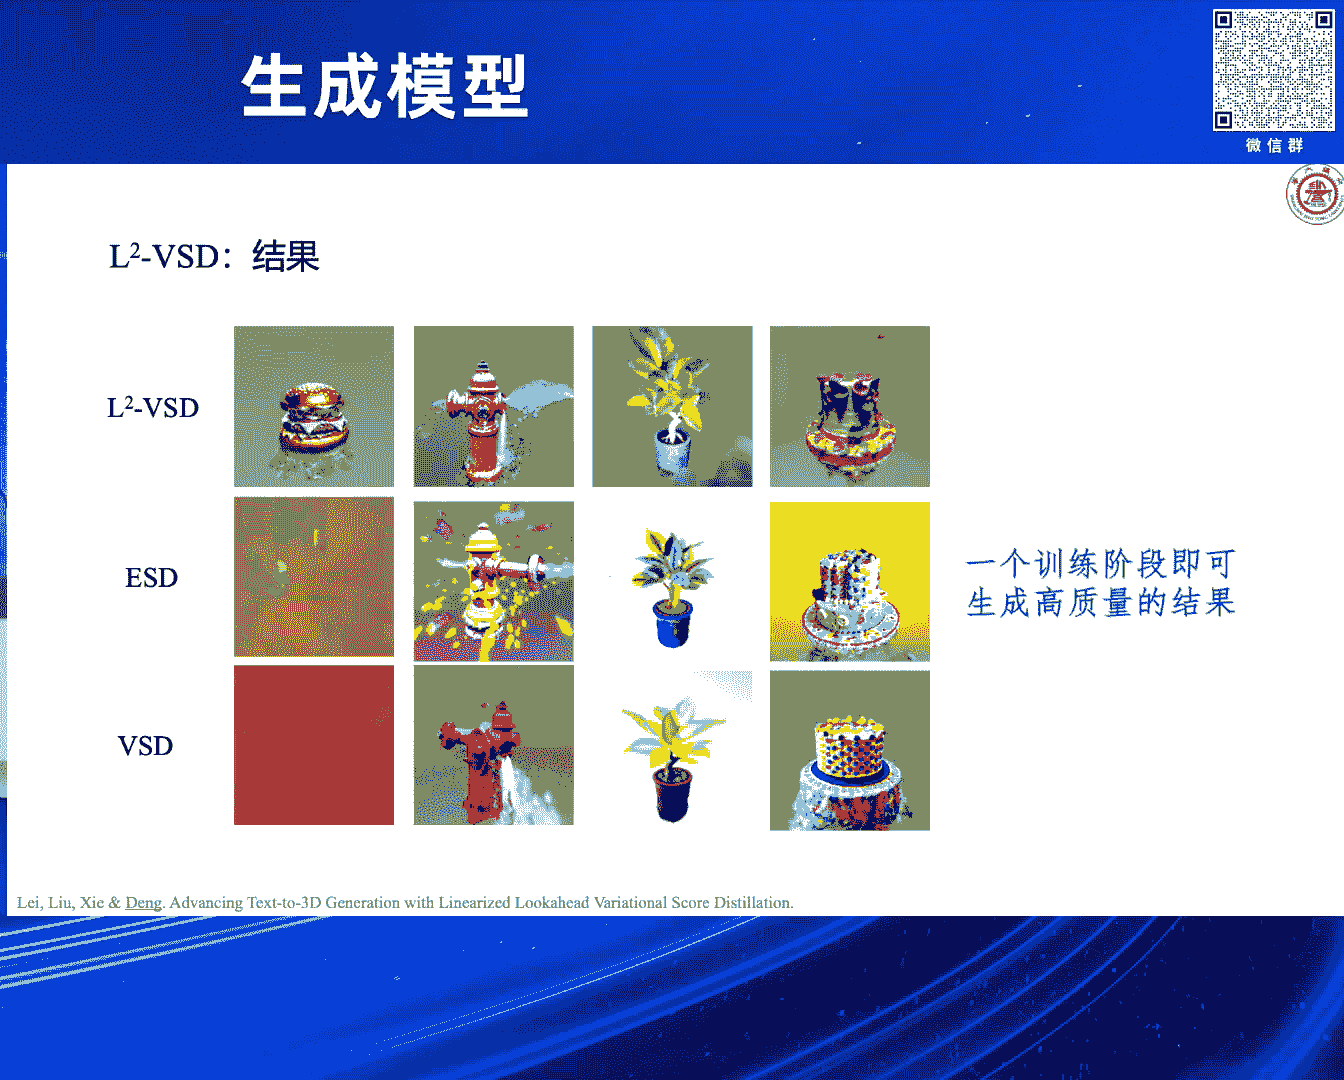 生成模型
微信群
L²-VSD：结果
L²-VSD
ESD
一个训练阶段即可
生成高质量的结果
VSD
Lei, Liu, Xie & Deng. Advancing Text-to-3D Generation with Linearized Lookahead Variational Score Distillation.